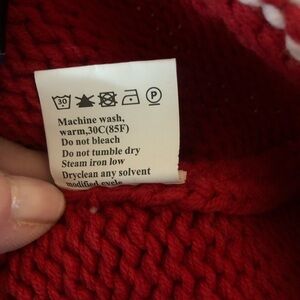 30 P
Machine wash,
warm,30C(85F)
Do not bleach
Do not tumble dry
Steam iron low
Dryclean any solvent
modified cycle